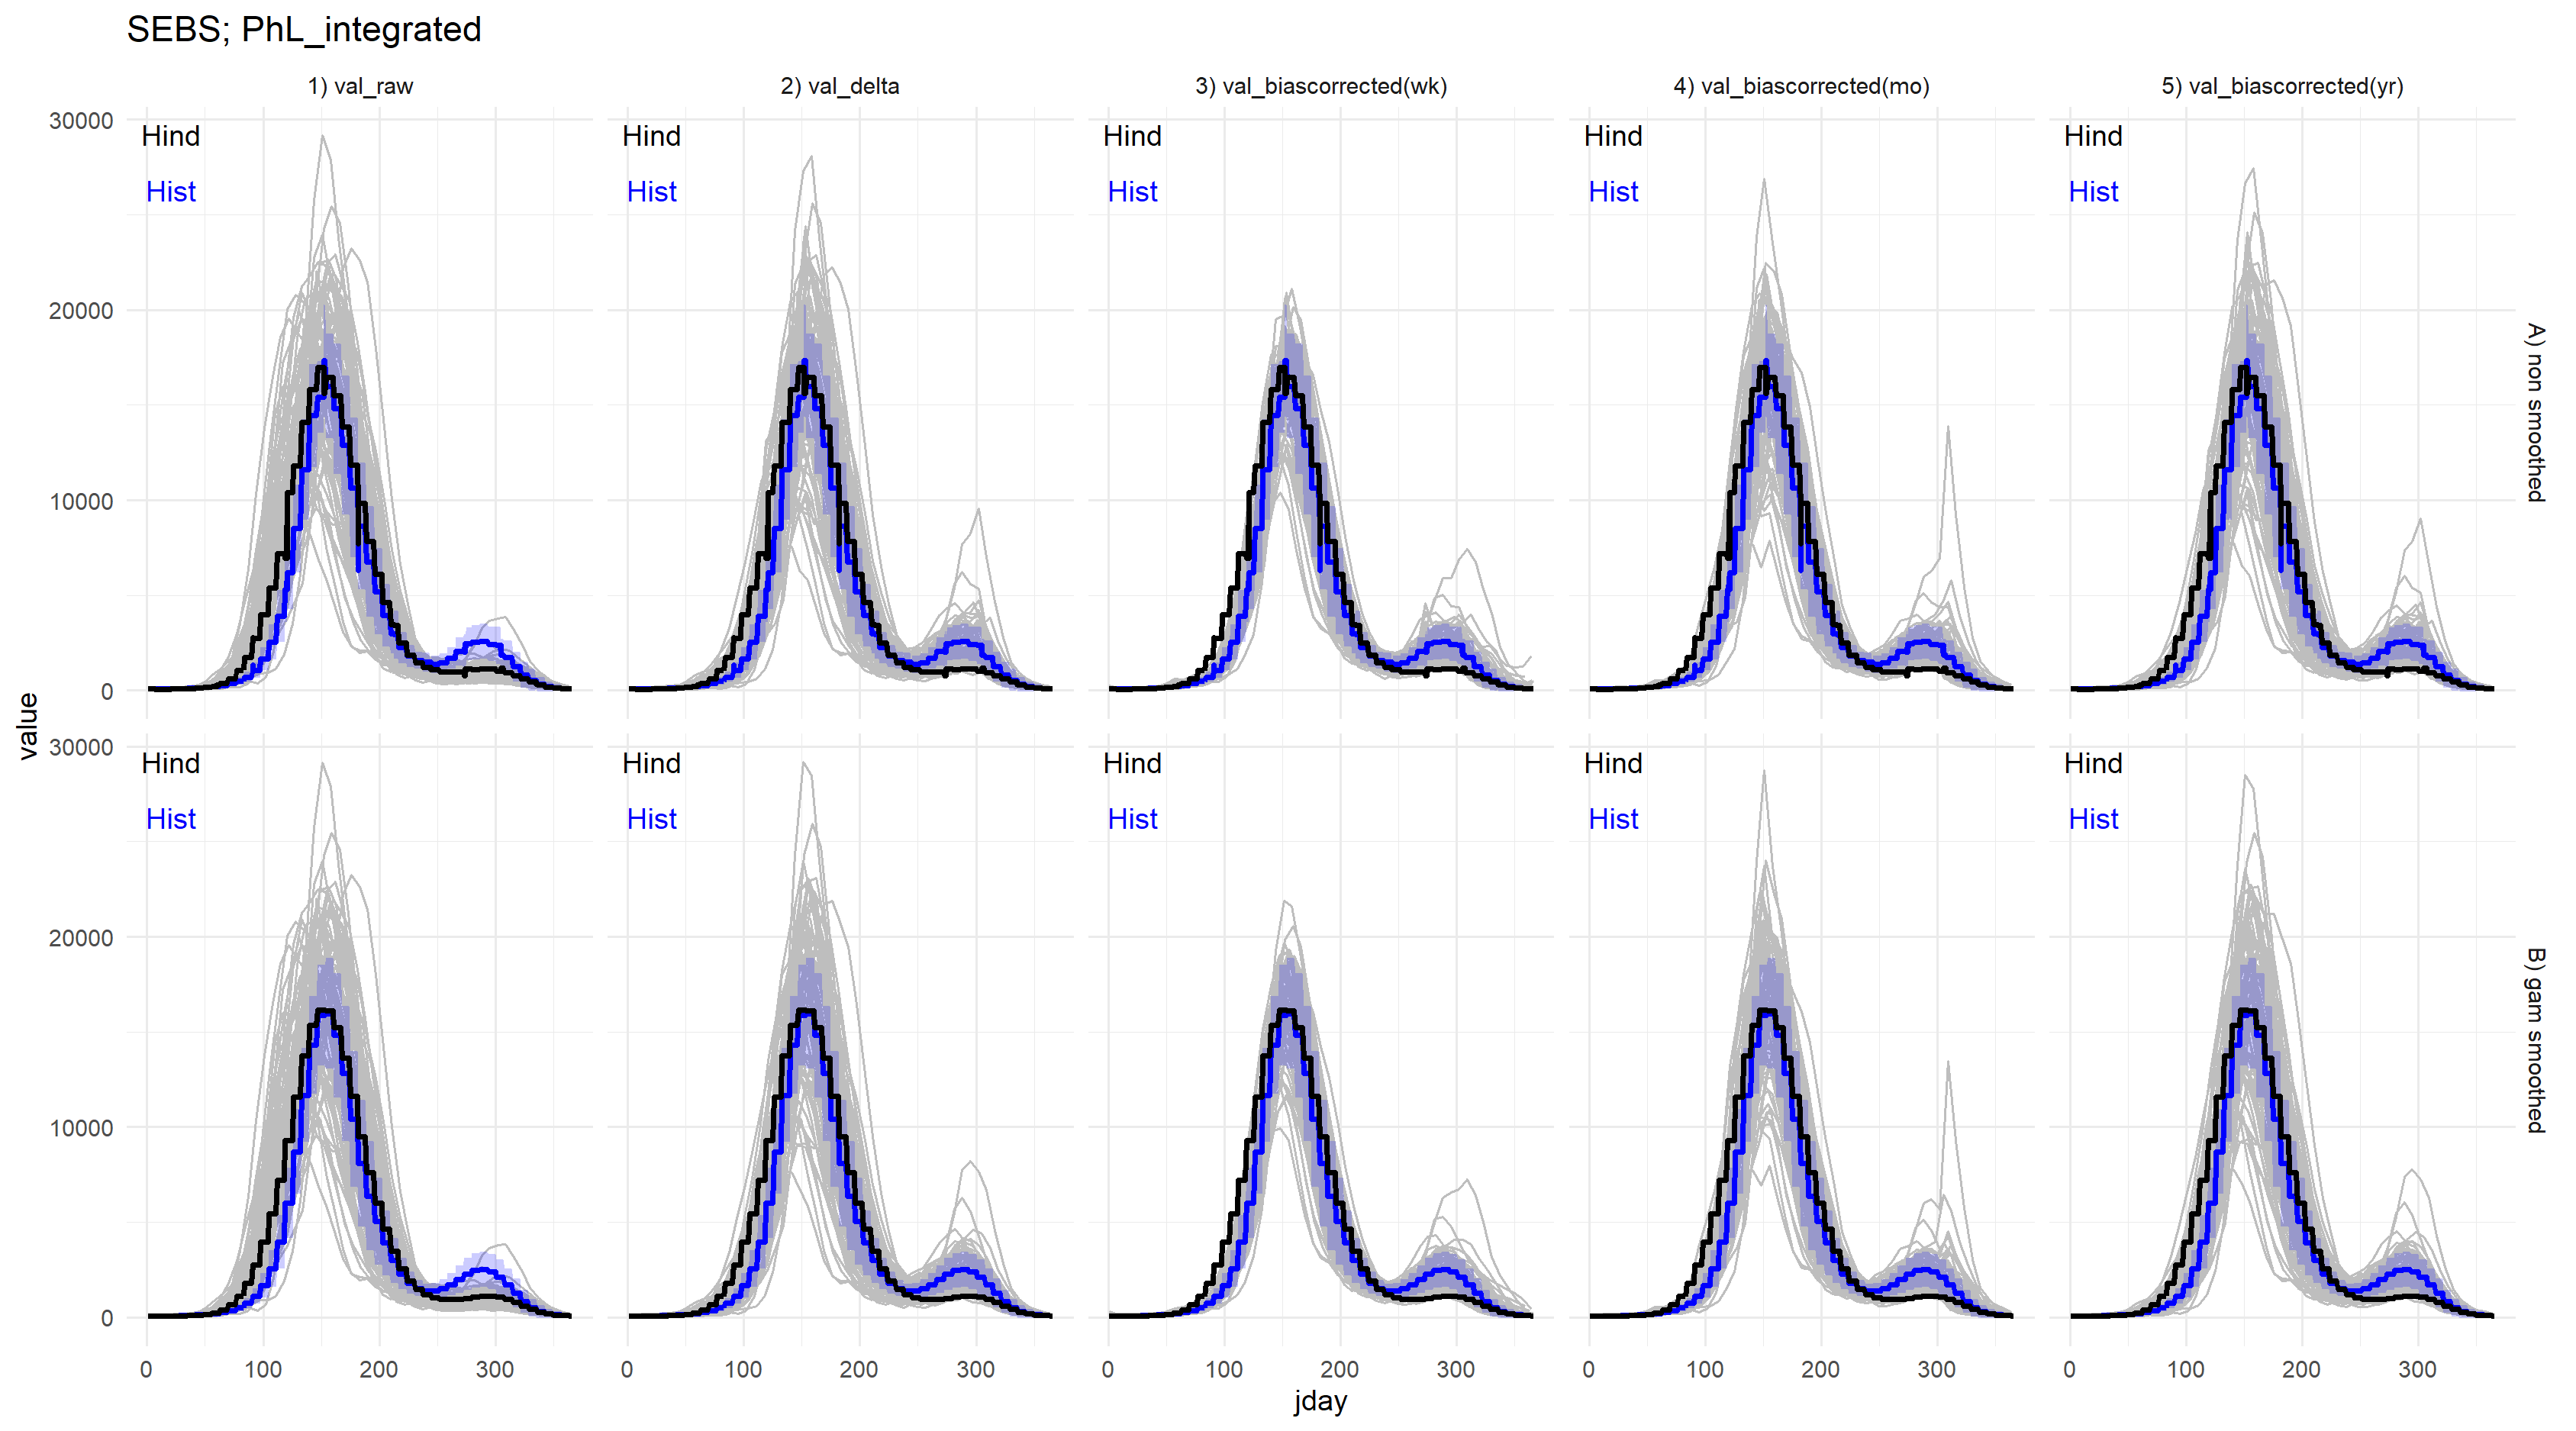 SEBS; PhL_integrated
1) val_raw
2) val_delta
3) val_biascorrected(wk)
4) val_biascorrected(mo)
5) val_biascorrected(yr)
30000
20000
10000
0
Hind
Hist
Hind
Hist
Hind
Hist
Hind
Hist
Hind
Hist
A) non smoothed
value
30000
20000
10000
0
Hind
Hist
Hind
Hist
Hind
Hist
Hind
Hist
Hind
Hist
B) gam smoothed
0 100 200 300
0 100 200 300
0 100 200 300
0 100 200 300
0 100 200 300
jday